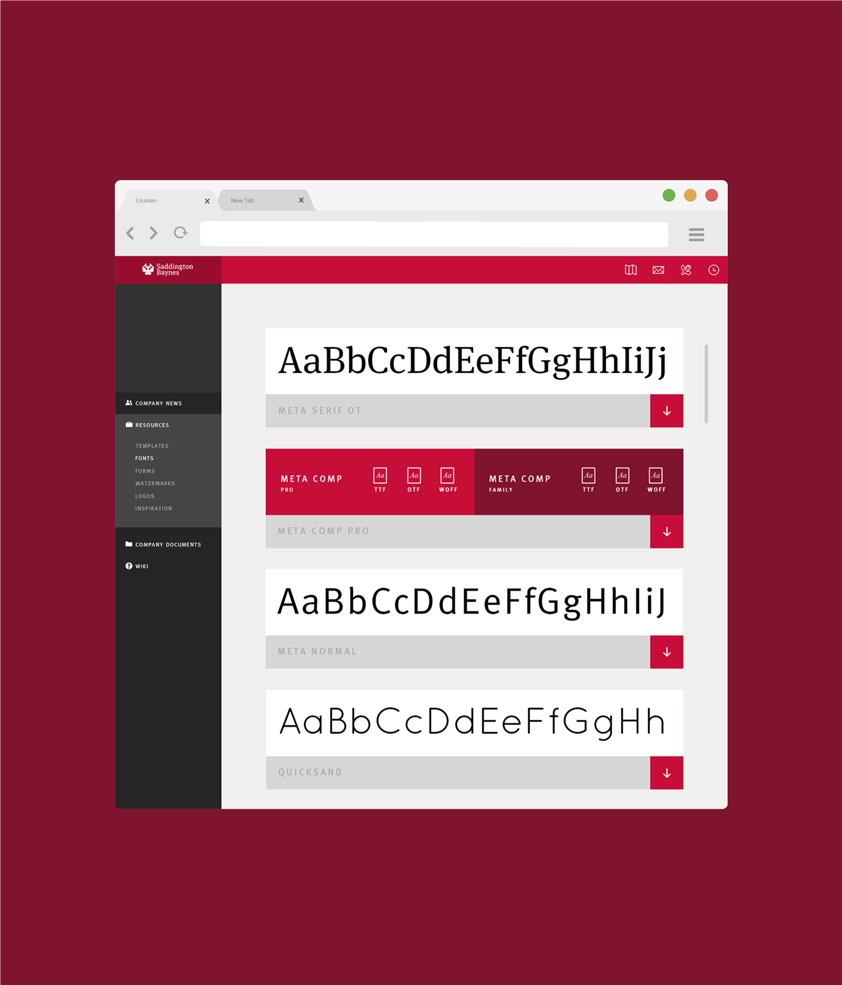 Lissdien
New Tab
Saddington
Baynes
COMPANY NEWS
RESOURCES
TEMPLATES
FONTS
FORMS
WATERMARKS
LOGOS
INSPIRATION
COMPANY DOCUMENTS
WIKI
AaBbCcDdEeFfGgHhIiJj
META SERIF OT
META COMP
PRO
Aa Aa Aa
TTF OTF WOFF
META COMP
FAMILY
Aa Aa Aa
TTF OTF WOFF
META COMP PRO
AaBbCcDdEeFfGgHhIiJ
META NORMAL
AaBbCcDdEeFfGgHh
QUICKSAND